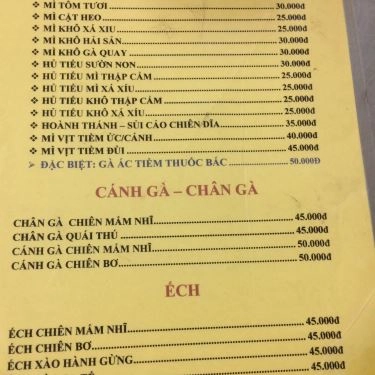 ❖ MÌ TÔM TƯƠI ........ 30.000đ
❖ MÌ CẬT HEO ........ 25.000đ
❖ MÌ KHÔ XÁ XIU ........ 25.000đ
❖ MÌ KHÔ HẢI SẢN ........ 30.000đ
❖ MÌ KHÔ GÀ QUAY ........ 30.000đ
❖ HỦ TIẾU SƯỜN NON ........ 30.000đ
❖ HỦ TIẾU MÌ THẬP CẨM ........ 25.000đ
❖ HỦ TIẾU MÌ XÁ XÍU ........ 25.000đ
❖ HỦ TIẾU KHÔ THẬP CẨM ........ 25.000đ
❖ HỦ TIẾU KHÔ XÁ XÍU ........ 25.000đ
❖ HOÀNH THÁNH – SỦI CẢO CHIÊN DĨA ........ 35.000đ
❖ MÌ VỊT TIỀM ỨC/CÁNH ........ 40.000đ
❖ MÌ VỊT TIỀM ĐÙI ........ 45.000đ
➢ ĐẶC BIỆT: GÀ ÁC TIỀM THUỐC BẮC ........ 50.000Đ
CÁNH GÀ – CHÂN GÀ
CHÂN GÀ CHIÊN MẮM NHĨ ........ 45.000đ
CHÂN GÀ QUÁI THÚ ........ 45.000đ
CÁNH GÀ CHIÊN MẮM NHĨ ........ 50.000đ
CÁNH GÀ CHIÊN BƠ ........ 50.000đ
ẾCH
ẾCH CHIÊN MẮM NHĨ ........ 45.000đ
ẾCH CHIÊN BƠ ........ 45.000đ
ẾCH XÀO HÀNH GỪNG ........ 45.000đ
45.000đ